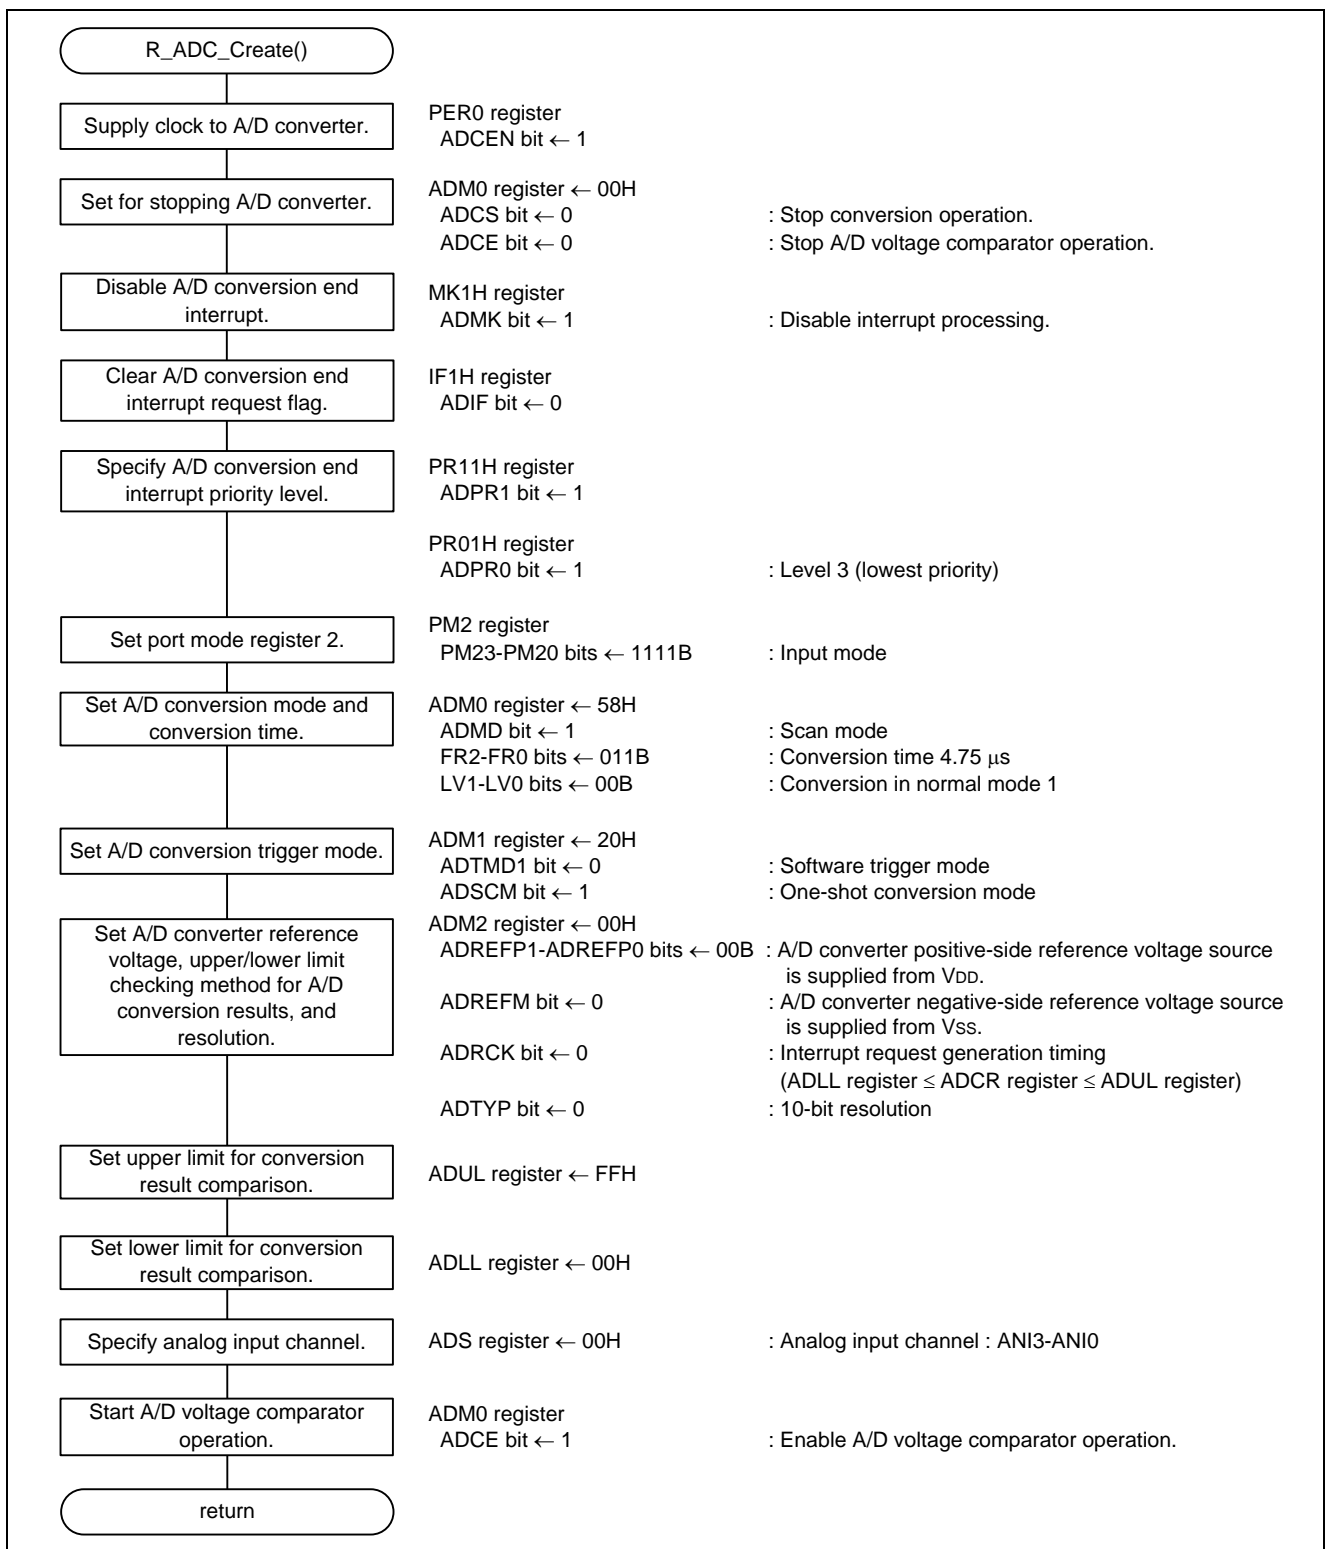 R_ADC_Create()
Supply clock to A/D converter.
PER0 register
ADCEN bit ← 1
Set for stopping A/D converter.
ADM0 register ← 00H
ADCS bit ← 0 : Stop conversion operation.
ADCE bit ← 0 : Stop A/D voltage comparator operation.
Disable A/D conversion end
interrupt.
MK1H register
ADMK bit ← 1 : Disable interrupt processing.
Clear A/D conversion end
interrupt request flag.
IF1H register
ADIF bit ← 0
Specify A/D conversion end
interrupt priority level.
PR11H register
ADPR1 bit ← 1
PR01H register
ADPR0 bit ← 1 : Level 3 (lowest priority)
Set port mode register 2.
PM2 register
PM23-PM20 bits ← 1111B : Input mode
Set A/D conversion mode and
conversion time.
ADM0 register ← 58H
ADMD bit ← 1 : Scan mode
FR2-FR0 bits ← 011B : Conversion time 4.75 μs
LV1-LV0 bits ← 00B : Conversion in normal mode 1
Set A/D conversion trigger mode.
ADM1 register ← 20H
ADTMD1 bit ← 0 : Software trigger mode
ADSCM bit ← 1 : One-shot conversion mode
Set A/D converter reference
voltage, upper/lower limit
checking method for A/D
conversion results, and
resolution.
ADM2 register ← 00H
ADREFP1-ADREFP0 bits ← 00B : A/D converter positive-side reference voltage source
is supplied from VDD.
ADREFM bit ← 0 : A/D converter negative-side reference voltage source
is supplied from VSS.
ADRCK bit ← 0 : Interrupt request generation timing
(ADLL register ≤ ADCR register ≤ ADUL register)
ADTYP bit ← 0 : 10-bit resolution
Set upper limit for conversion
result comparison.
ADUL register ← FFH
Set lower limit for conversion
result comparison.
ADLL register ← 00H
Specify analog input channel.
ADS register ← 00H : Analog input channel : ANI3-ANI0
Start A/D voltage comparator
operation.
ADM0 register
ADCE bit ← 1 : Enable A/D voltage comparator operation.
return